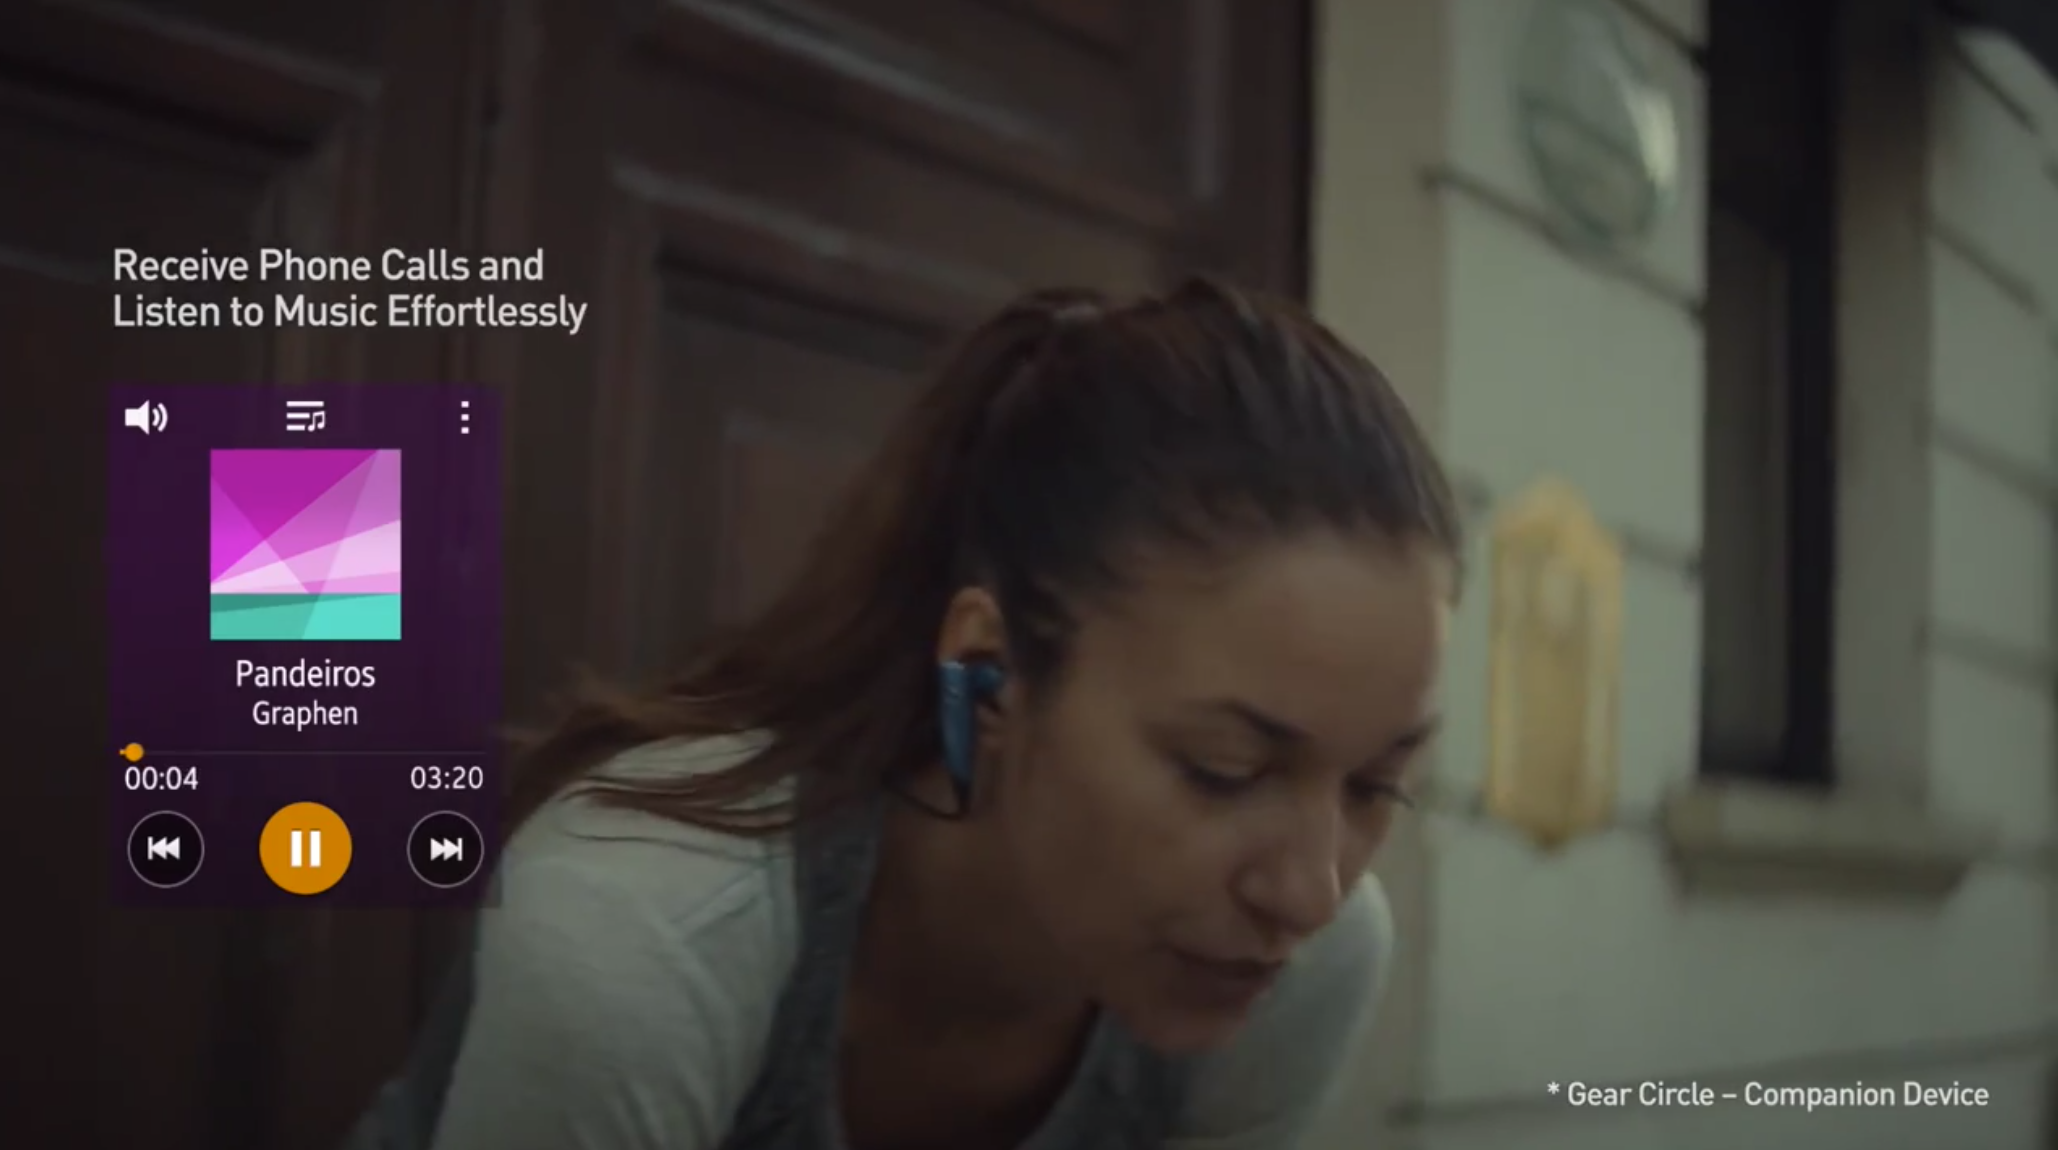 Receive Phone Calls and
Listen to Music Effortlessly
Pandeiros
Graphen
00:04
03:20
* Gear Circle – Companion Device